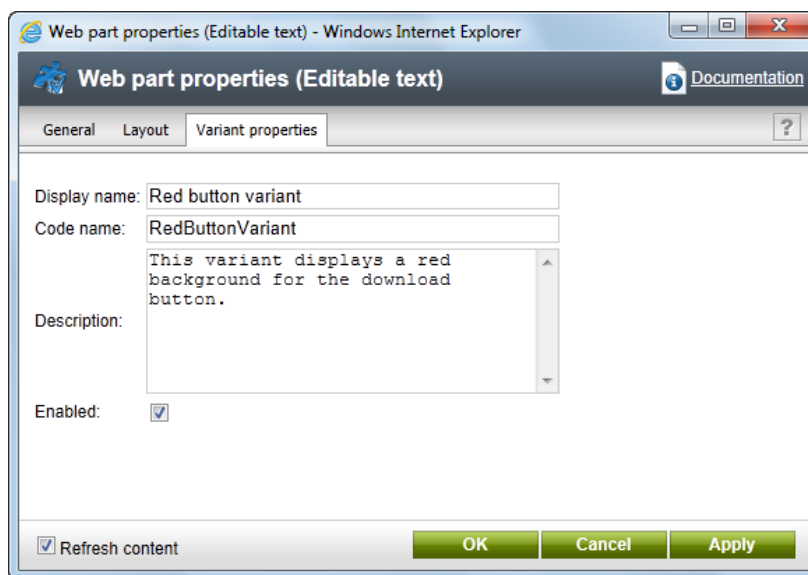 Web part properties (Editable text) - Windows Internet Explorer
Web part properties (Editable text)
Documentation
General Layout Variant properties
?
Display name: Red button variant
Code name: RedButtonVariant
Description:
This variant displays a red
background for the download
button.
Enabled:
Refresh content
OK Cancel Apply